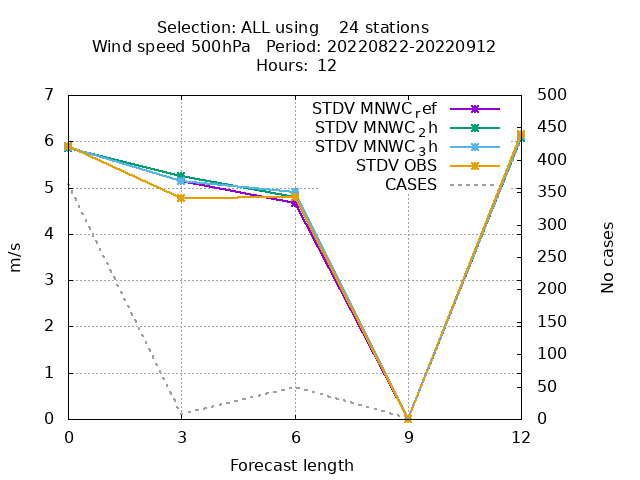 Selection: ALL using    24 stations
Wind speed 500hPa   Period: 20220822-20220912
Hours: 12
STDV MNWC_ref
STDV MNWC_2h
STDV MNWC_3h
STDV OBS
CASES
7
6
5
4
3
2
1
0
m/s
500
450
400
350
300
250
200
150
100
50
0
No cases
0 3 6 9 12
Forecast length